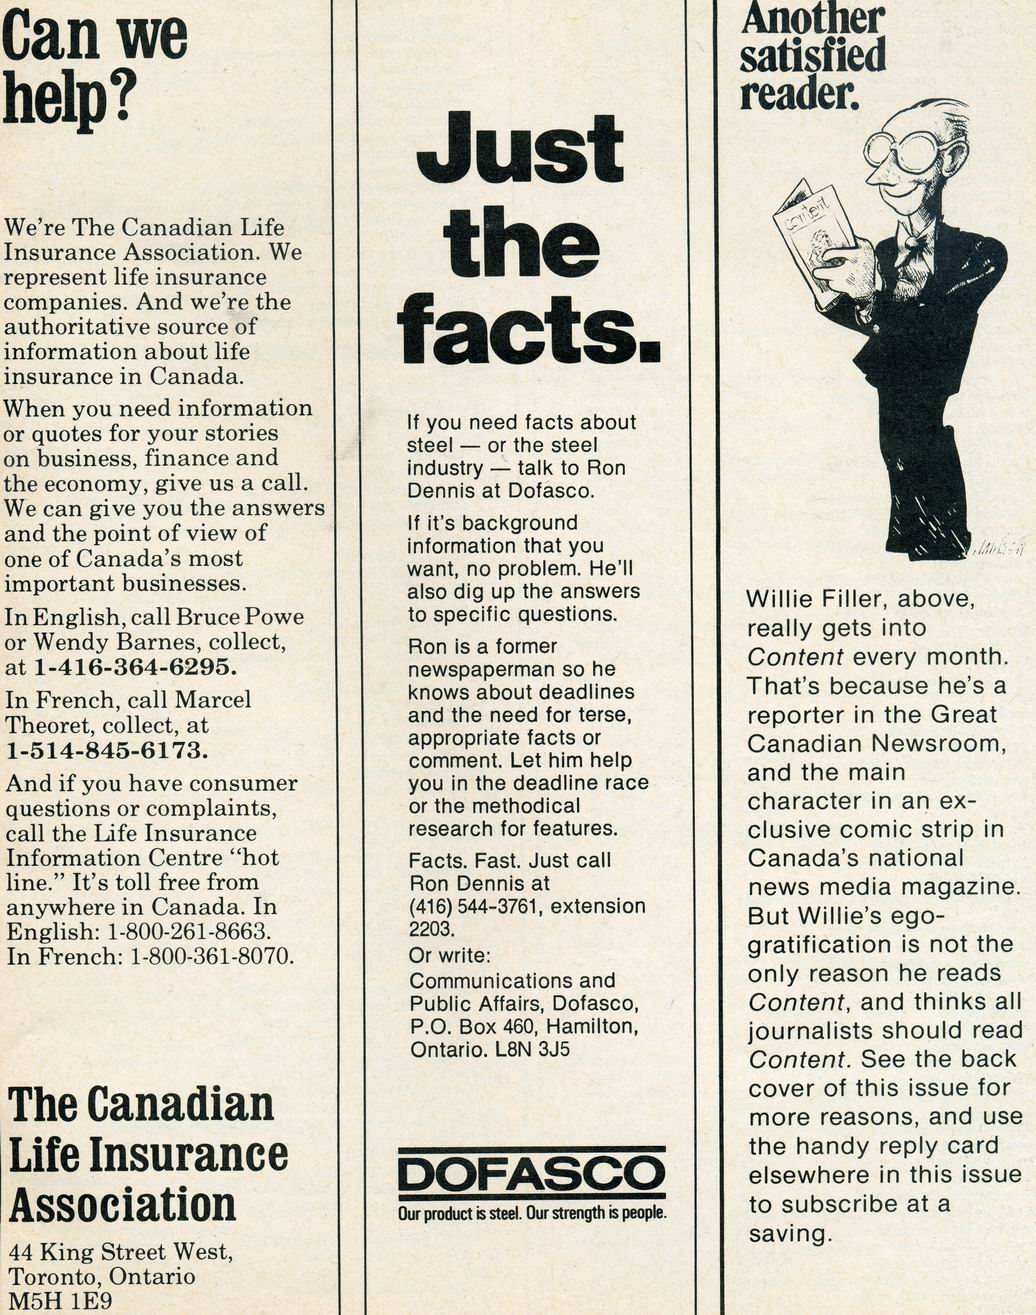 Can we
help?
We're The Canadian Life
Insurance Association. We
represent life insurance
companies. And we're the
authoritative source of
information about life
insurance in Canada.
When you need information
or quotes for your stories
on business, finance and
the economy, give us a call.
We can give you the answers
and the point of view of
one of Canada's most
important businesses.
In English, call Bruce Powe
or Wendy Barnes, collect,
at 1-416-364-6295.
In French, call Marcel
Theoret, collect, at
1-514-845-6173.
And if you have consumer
questions or complaints,
call the Life Insurance
Information Centre “hot
line.” It's toll free from
anywhere in Canada. In
English: 1-800-261-8663.
In French: 1-800-361-8070.
The Canadian
Life Insurance
Association
44 King Street West,
Toronto, Ontario
M5H 1E9
Just
the
facts.
If you need facts about
steel — or the steel
industry — talk to Ron
Dennis at Dofasco.
If it's background
information that you
want, no problem. He'll
also dig up the answers
to specific questions.
Ron is a former
newspaperman so he
knows about deadlines
and the need for terse,
appropriate facts or
comment. Let him help
you in the deadline race
or the methodical
research for features.
Facts. Fast. Just call
Ron Dennis at
(416) 544-3761, extension
2203.
Or write:
Communications and
Public Affairs, Dofasco,
P.O. Box 460, Hamilton,
Ontario. L8N 3J5
DOFASCO
Our product is steel. Our strength is people.
Another
satisfied
reader.
content
Willie Filler, above,
really gets into
Content every month.
That's because he's a
reporter in the Great
Canadian Newsroom,
and the main
character in an ex-
clusive comic strip in
Canada's national
news media magazine.
But Willie's ego-
gratification is not the
only reason he reads
Content, and thinks all
journalists should read
Content. See the back
cover of this issue for
more reasons, and use
the handy reply card
elsewhere in this issue
to subscribe at a
saving.